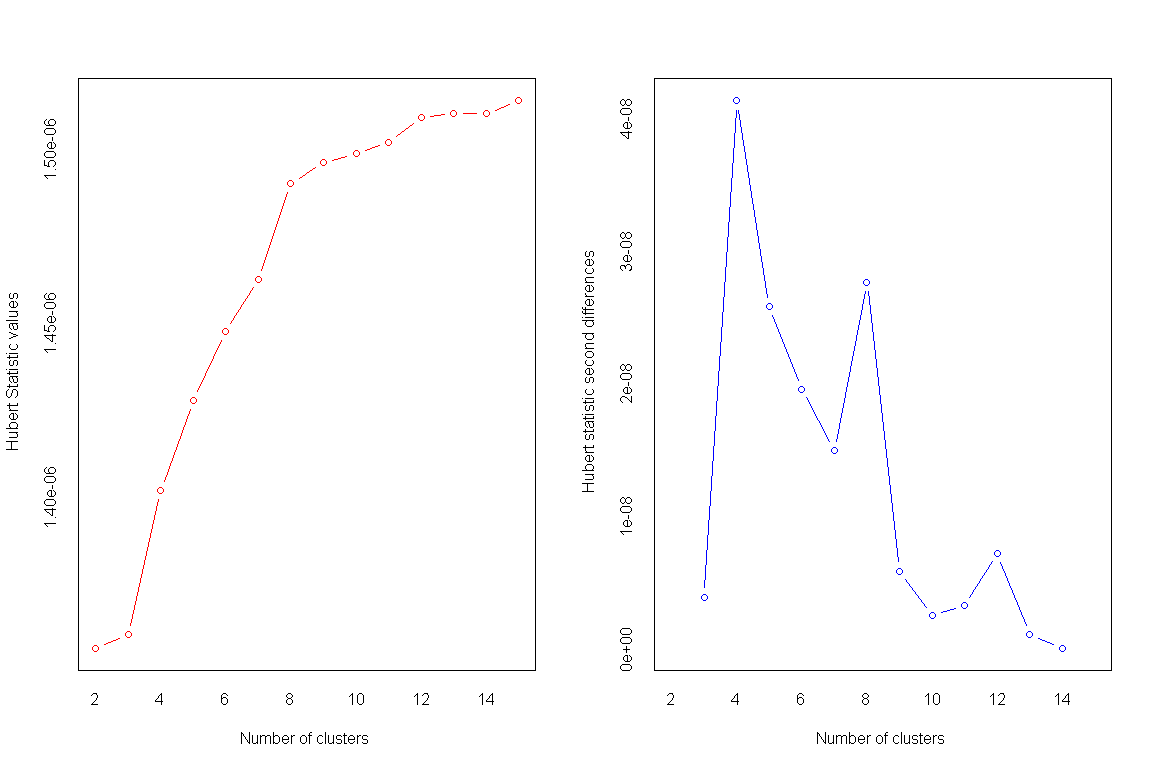 Hubert Statistic values
1.50e-06
1.45e-06
1.40e-06
2 4 6 8 10 12 14
Number of clusters
Hubert statistic second differences
4e-08
3e-08
2e-08
1e-08
0e+00
2 4 6 8 10 12 14
Number of clusters